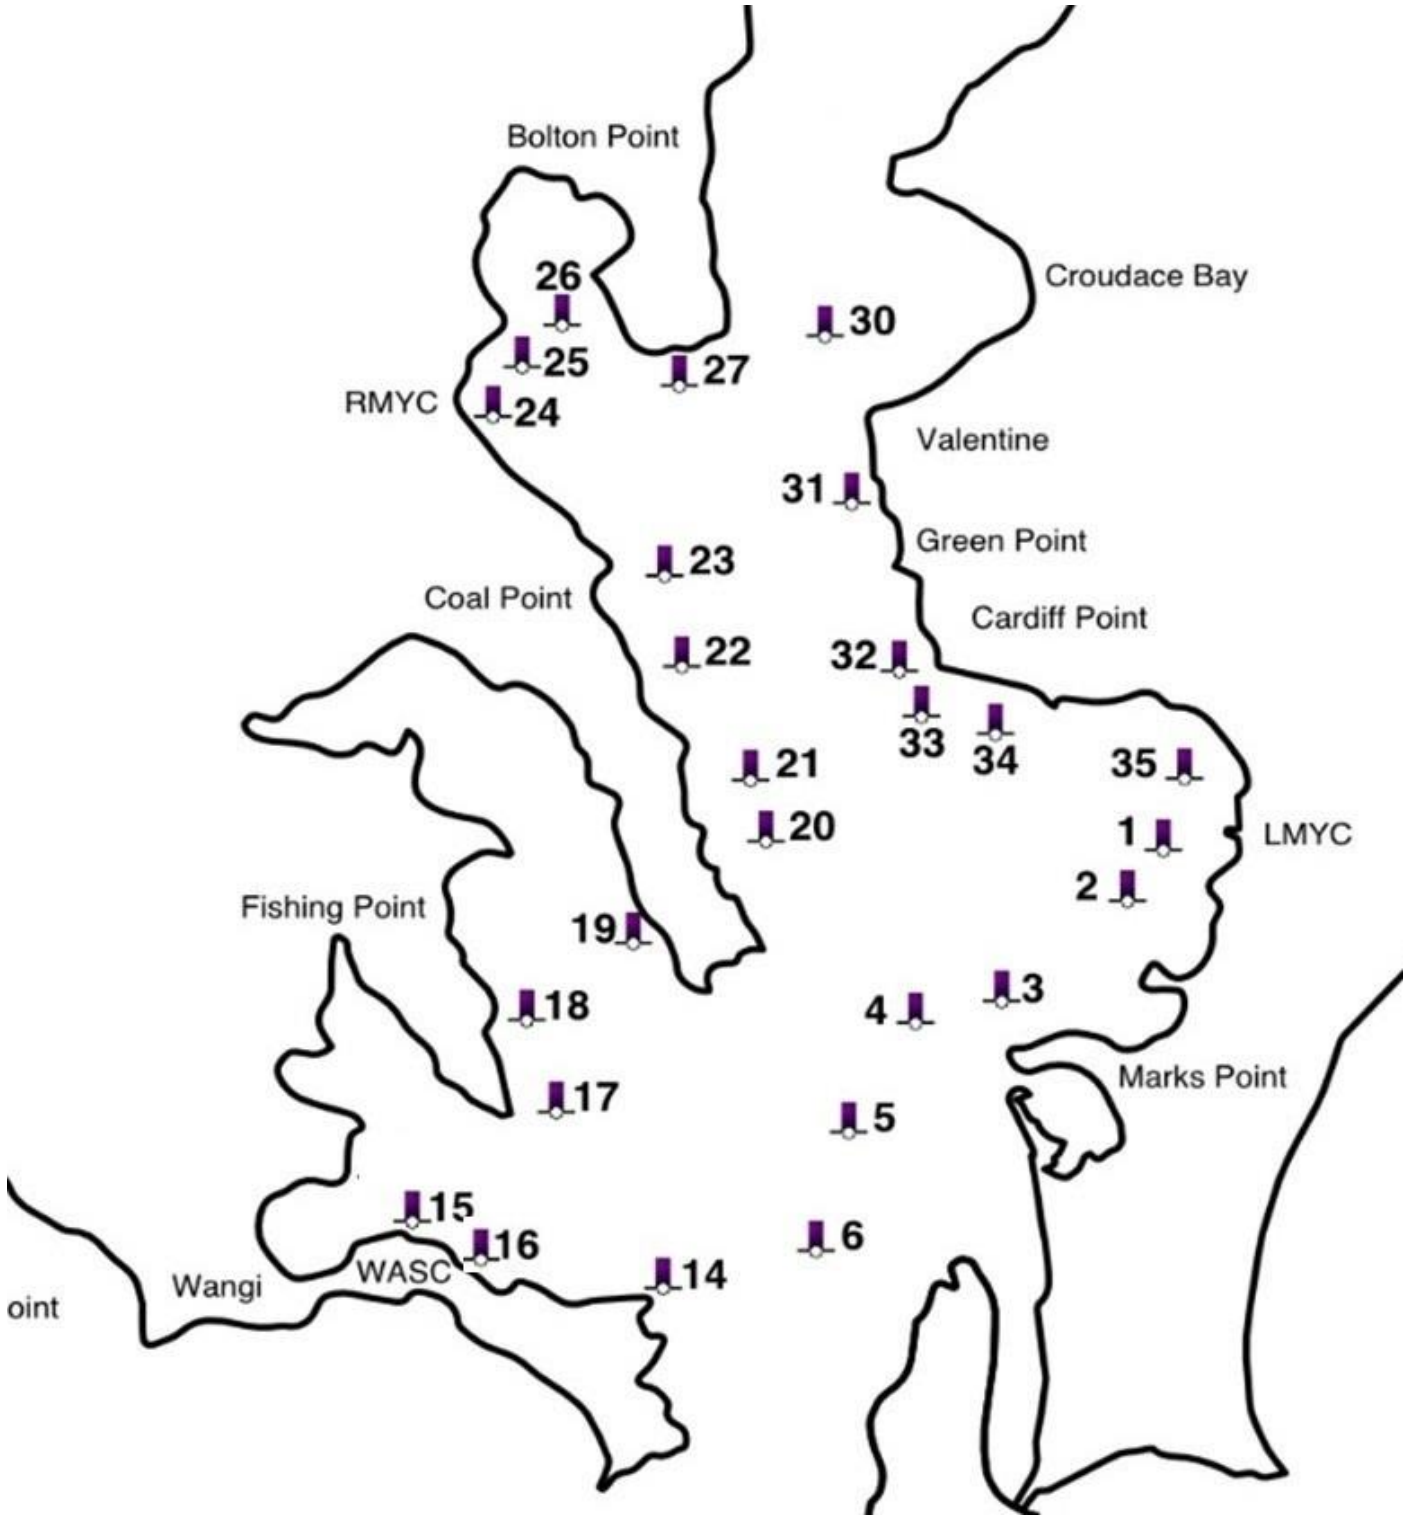 Bolton Point
26
Croudace Bay
30
25
27
RMYC
24
Valentine
31
Green Point
23
Coal Point
Cardiff Point
22
32
33
34
21
35
20
1
LMYC
2
Fishing Point
19
3
18
4
Marks Point
17
5
15
6
16
WASC
14
Wangi
oint